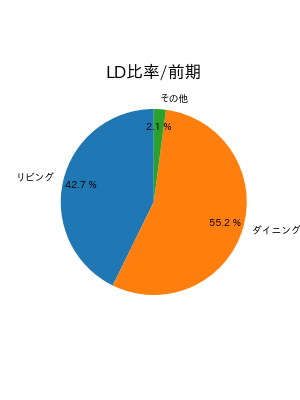 LD比率/前期
その他
2.1 %
リビング
42.7 %
55.2 %
ダイニング